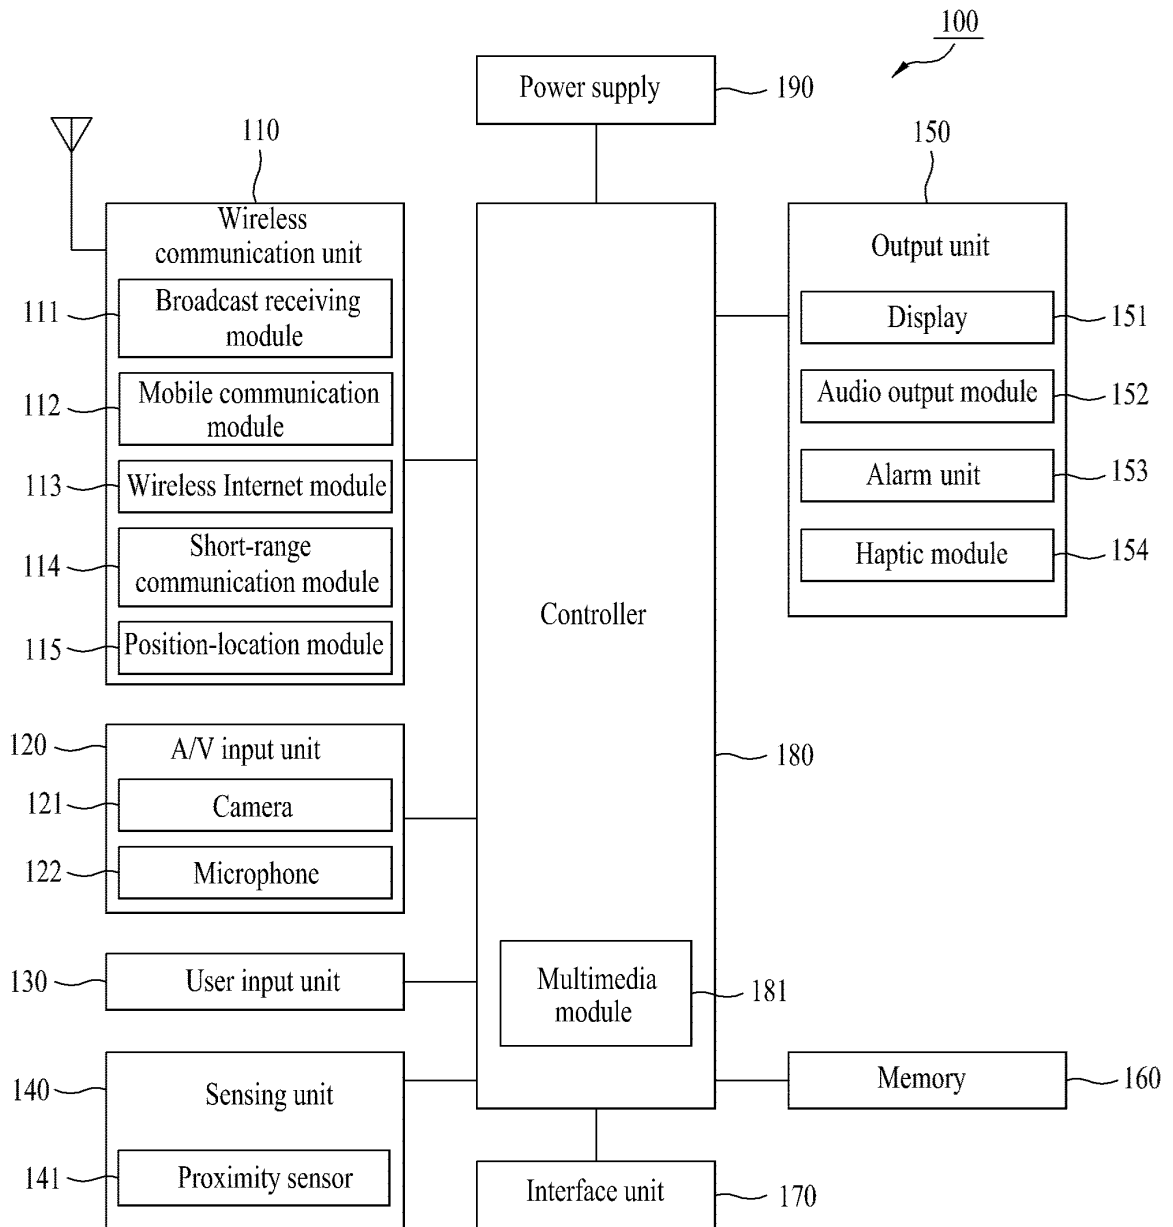 100
Power supply
190
110
150
Wireless
communication unit
Output unit
111
Broadcast receiving
module
Display
151
112
Mobile communication
module
Audio output module
152
113
Wireless Internet module
Alarm unit
153
114
Short-range
communication module
Haptic module
154
Controller
115
Position-location module
120
A/V input unit
180
121
Camera
122
Microphone
130
User input unit
Multimedia
module
181
140
Sensing unit
Memory
160
141
Proximity sensor
Interface unit
170